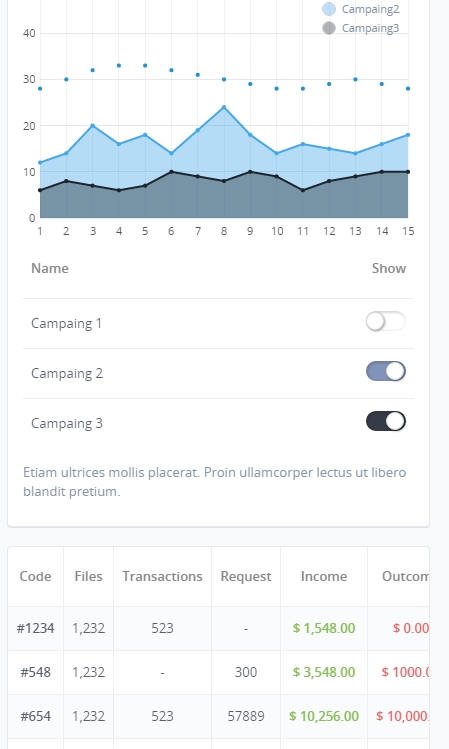 Campaing2
40
Campaing3
30
20
10
0
1 2 3 4 5 6 7 8 9 10 11 12 13 14 15
Name Show
Campaing 1
Campaing 2
Campaing 3
Etiam ultrices mollis placerat. Proin ullamcorper lectus ut libero
blandit pretium.
Code Files Transactions Request Income Outcom
#1234 1,232 523 - $ 1,548.00 $ 0.00
#548 1,232 - 300 $ 3,548.00 $ 1000.0
#654 1,232 523 57889 $ 10,256.00 $ 10,000.